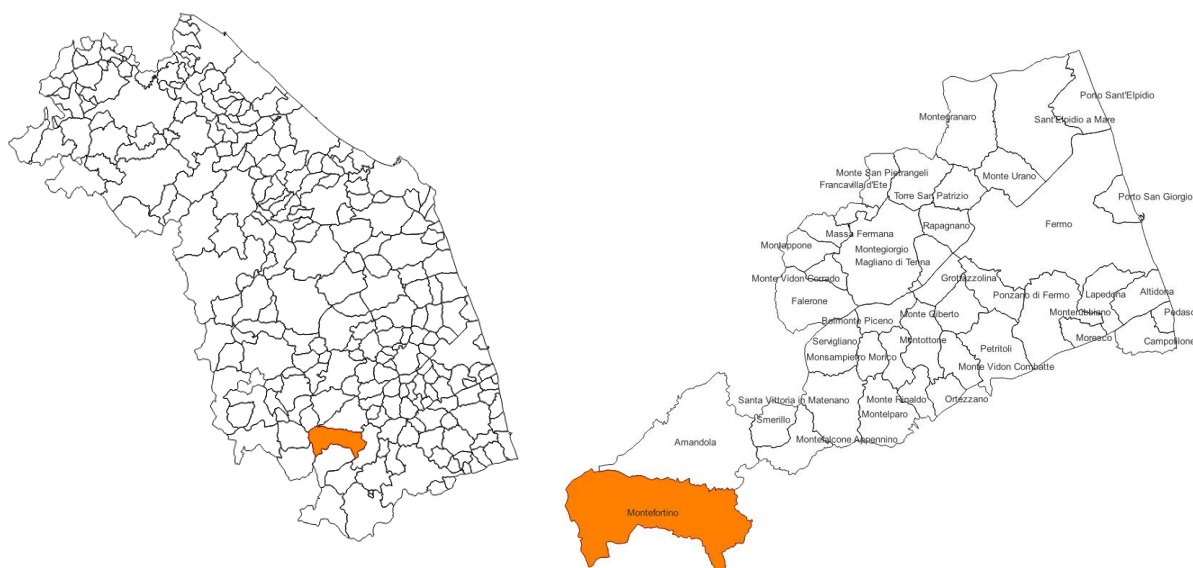 Porto Sant'Elpidio
Montegranaro
Sant'Elpidio a Mare
Monte San Pietrangeli
Monte Urano
Francavilla d'Ete
Torre San Patrizio
Porto San Giorgio
Rapagnano
Fermo
Massa Fermana
Montappone
Montegiorgio
Magliano di Tenna
Monte Vidon Corrado
Grottazzolina
Falerone
Ponzano di Fermo
Lapedona
Altidona
Belmonte Piceno
Monte Giberto
Monterubbiano
Pedaso
Servigliano
Montottone
Moresco
Campofilone
Monsampietro Morico
Petritoli
Monte Vidon Combatte
Santa Vittoria in Matenano
Monte Rinaldo
Ortezzano
Smerillo
Montelparo
Amandola
Montefalcone Appennino
Montefortino